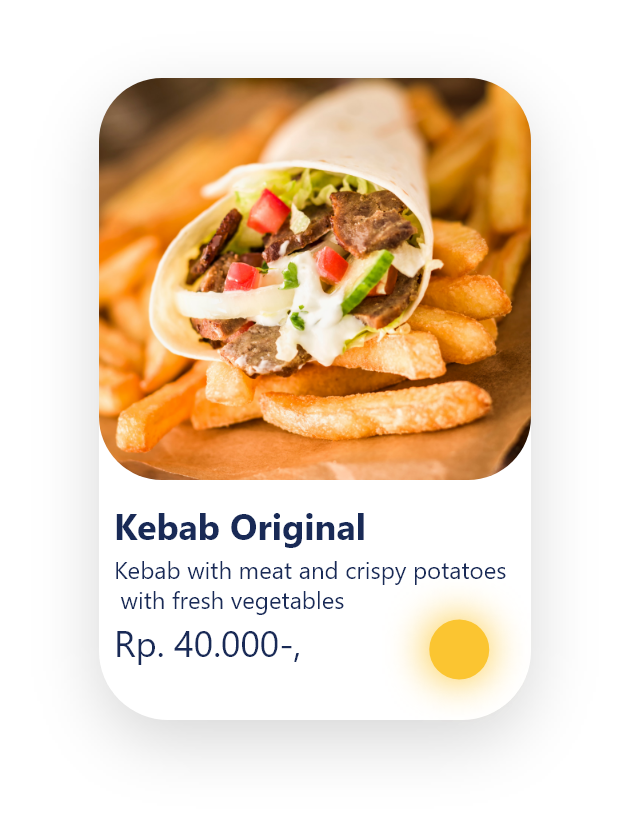 Kebab Original
Kebab with meat and crispy potatoes
with fresh vegetables
Rp. 40.000-,